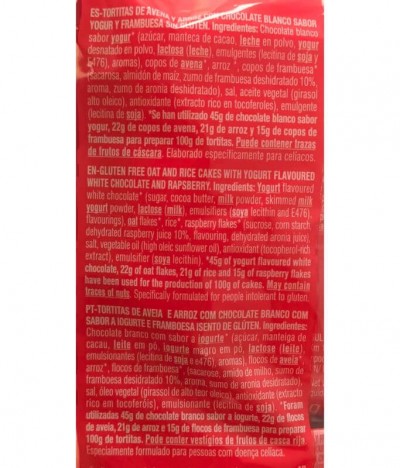 ES-TORTITAS DE AVENA Y ARROZ CON CHOCOLATE BLANCO SABOR
YOGUR Y FRAMBUESA SIN GLUTEN. Ingredientes: Chocolate blanco
sabor yogur* (azúcar, manteca de cacao, leche en polvo, yogur
desnatado en polvo, lactosa (leche), emulgentes (lecitina de soja y
E-476), aromas), copos de avena*, arroz*, copos de frambuesa*
(sacarosa, almidón de maíz, zumo de frambuesa deshidratado 10%,
aroma, zumo de aronia deshidratado), sal, aceite vegetal (girasol
alto oleico), antioxidante (extracto rico en tocoferoles), emulgente
(lecitina de soja). *Se han utilizado 45g de chocolate blanco sabor
yogur, 22g de copos de avena, 21g de arroz y 15g de copos de
frambuesa para preparar 100g de tortitas. Puede contener trazas
de frutos de cáscara. Elaborado específicamente para celíacos.
EN-GLUTEN FREE OAT AND RICE CAKES WITH YOGURT FLAVOURED
WHITE CHOCOLATE AND RAPSBERRY. Ingredients: Yogurt flavoured
white chocolate* (sugar, cocoa butter, milk powder, skimmed milk
yogurt powder, lactose (milk), emulsifiers (soya lecithin and E476),
flavourings), oat flakes*, rice*, raspberry flakes* (sucrose, corn starch,
dehydrated raspberry juice 10%, flavouring, dehydrated aronia juice),
salt, vegetable oil (high oleic sunflower oil), antioxidant (tocopherol-rich
extract), emulsifier (soya lecithin). *45g of yogurt flavoured white
chocolate, 22g of oat flakes, 21g of rice and 15g of raspberry flakes
have been used for the production of 100g of cakes. May contain
traces of nuts. Specifically formulated for people intolerant to gluten.
PT-TORTITAS DE AVEIA E ARROZ COM CHOCOLATE BRANCO COM
SABOR A IOGURTE E FRAMBOESA ISENTO DE GLÚTEN. Ingredientes:
Chocolate branco com sabor a iogurte* (açúcar, manteiga de
cacau, leite em pó, iogurte magro em pó, lactose (leite),
emulsionantes (lecitina de soja e e476), aromas), flocos de aveia*,
arroz*, flocos de framboesa* (sacarose, amido de milho, sumo de
framboesa desidratado 10%, aroma, sumo de aronia desidratado),
sal, óleo vegetal (girassol de alto teor oleico), antioxidante (extrato
rico em tocoferóis), emulsionante (lecitina de soja). *Foram
utilizadas 45g de chocolate branco sabor a iogurte, 22g de flocos
de aveia, 21g de arroz e 15g de flocos de framboesa para preparar
100g de tortitas. Pode conter vestígios de frutos de casca rija
Especialmente formulado para pessoas com doença celíaca.